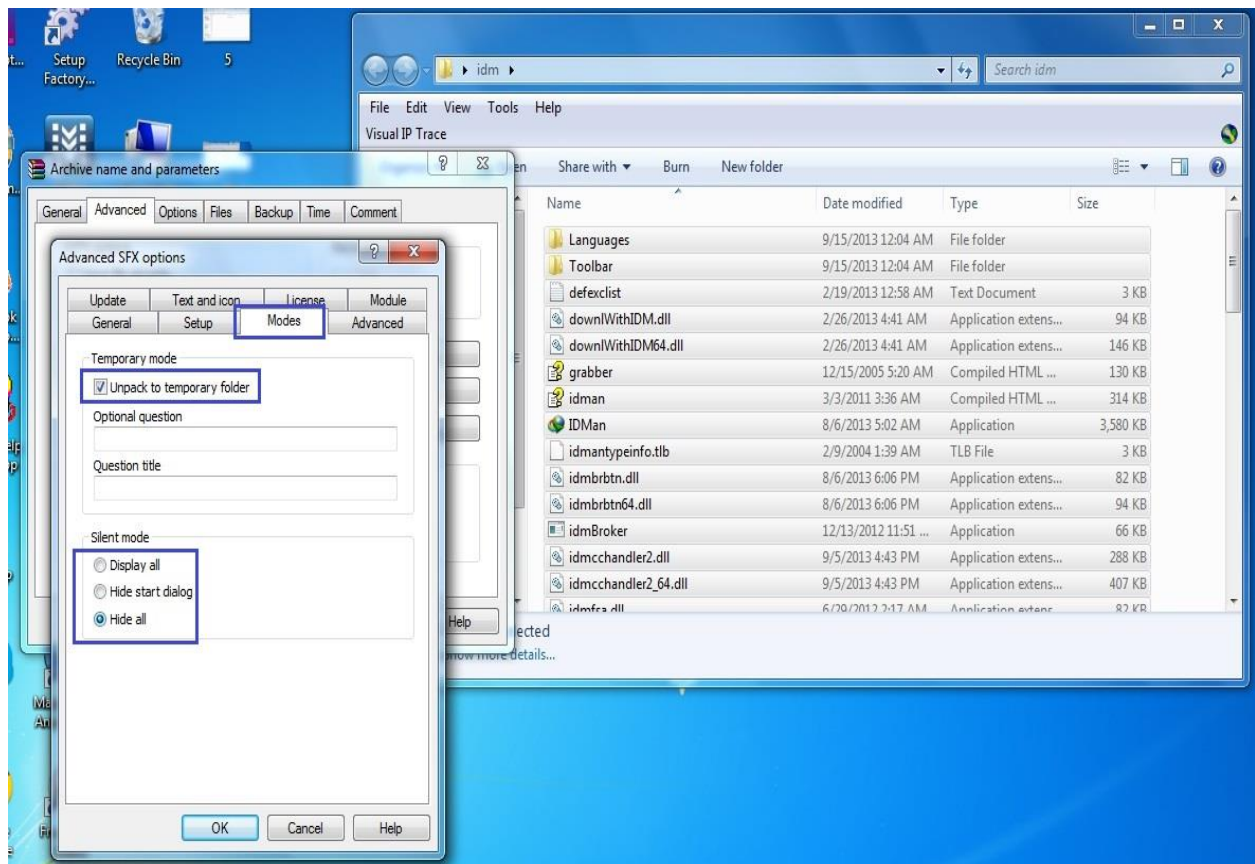 Setup
Factory...
Recycle Bin
5
idm
Search idm
File Edit View Tools Help
Visual IP Trace
Share with Burn New folder
Name Date modified Type Size
Languages 9/15/2013 12:04 AM File folder
Toolbar 9/15/2013 12:04 AM File folder
defexclist 2/19/2013 12:58 AM Text Document 3 KB
downlWithIDM.dll 2/26/2013 4:41 AM Application extens... 94 KB
downlWithIDM64.dll 2/26/2013 4:41 AM Application extens... 146 KB
grabber 12/15/2005 5:20 AM Compiled HTML ... 130 KB
idman 3/3/2011 3:36 AM Compiled HTML ... 314 KB
IDMan 8/6/2013 5:02 AM Application 3,580 KB
idmantypeinfo.tlb 2/9/2004 1:39 AM TLB File 3 KB
idmbrbtn.dll 8/6/2013 6:06 PM Application extens... 82 KB
idmbrbtn64.dll 8/6/2013 6:06 PM Application extens... 94 KB
idmBroker 12/13/2012 11:51 ... Application 66 KB
idmcchandler2.dll 9/5/2013 4:43 PM Application extens... 288 KB
idmcchandler2_64.dll 9/5/2013 4:43 PM Application extens... 407 KB
idmfsa.dll 6/29/2012 2:17 AM Application extens... 82 KB
Archive name and parameters
General Advanced Options Files Backup Time Comment
Help
Advanced SFX options
Update Text and icon License Module
General Setup Modes Advanced
Temporary mode
Unpack to temporary folder
Optional question
Question title
Silent mode
Display all
Hide start dialog
Hide all
OK Cancel Help